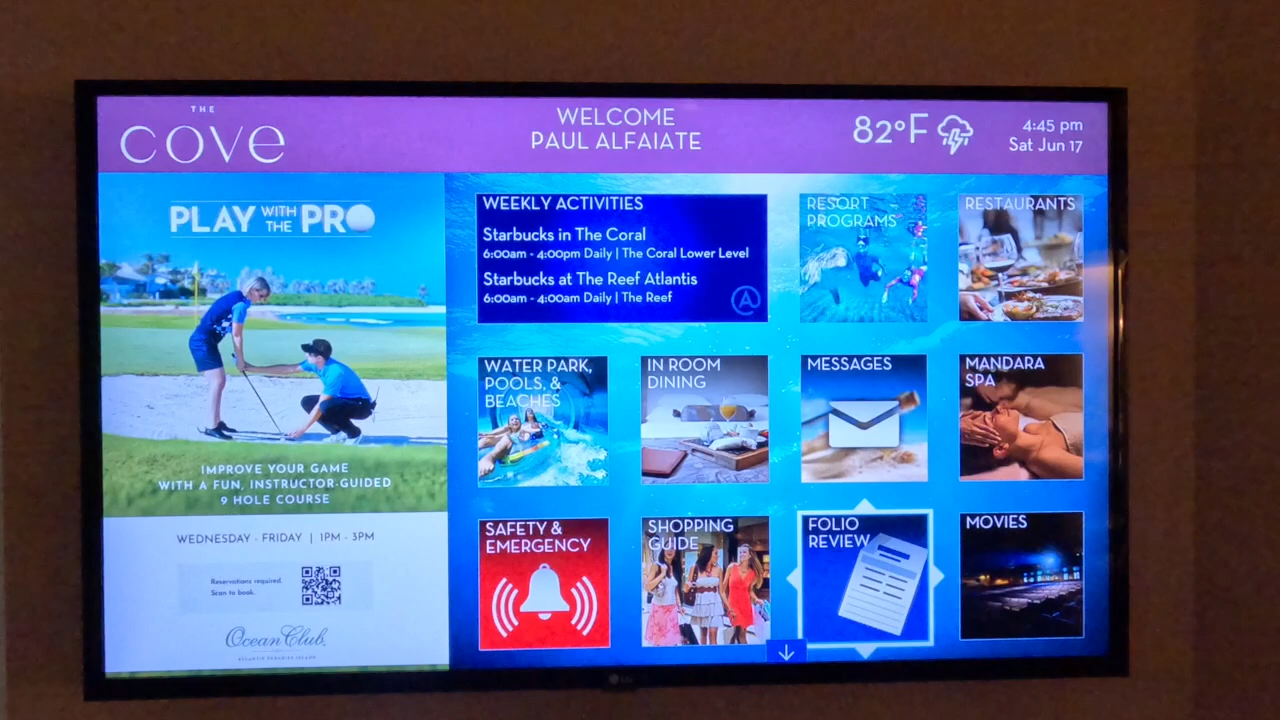 THE
COVE
WELCOME
PAUL ALFAIATE
82°F
4:45 pm
Sat Jun 17
PLAY WITH THE PRO
IMPROVE YOUR GAME
WITH A FUN, INSTRUCTOR-GUIDED
9 HOLE COURSE
WEDNESDAY - FRIDAY | 1PM - 3PM
Reservations required.
Scan to book.
Ocean Club
ATLANTIS PARADISE ISLAND
WEEKLY ACTIVITIES
Starbucks in The Coral
6:00am - 4:00pm Daily | The Coral Lower Level
Starbucks at The Reef Atlantis
6:00am - 4:00am Daily | The Reef
A
RESORT
PROGRAMS
RESTAURANTS
WATER PARK,
POOLS, &
BEACHES
IN ROOM
DINING
MESSAGES
MANDARA
SPA
SAFETY &
EMERGENCY
SHOPPING
GUIDE
FOLIO
REVIEW
MOVIES
LG